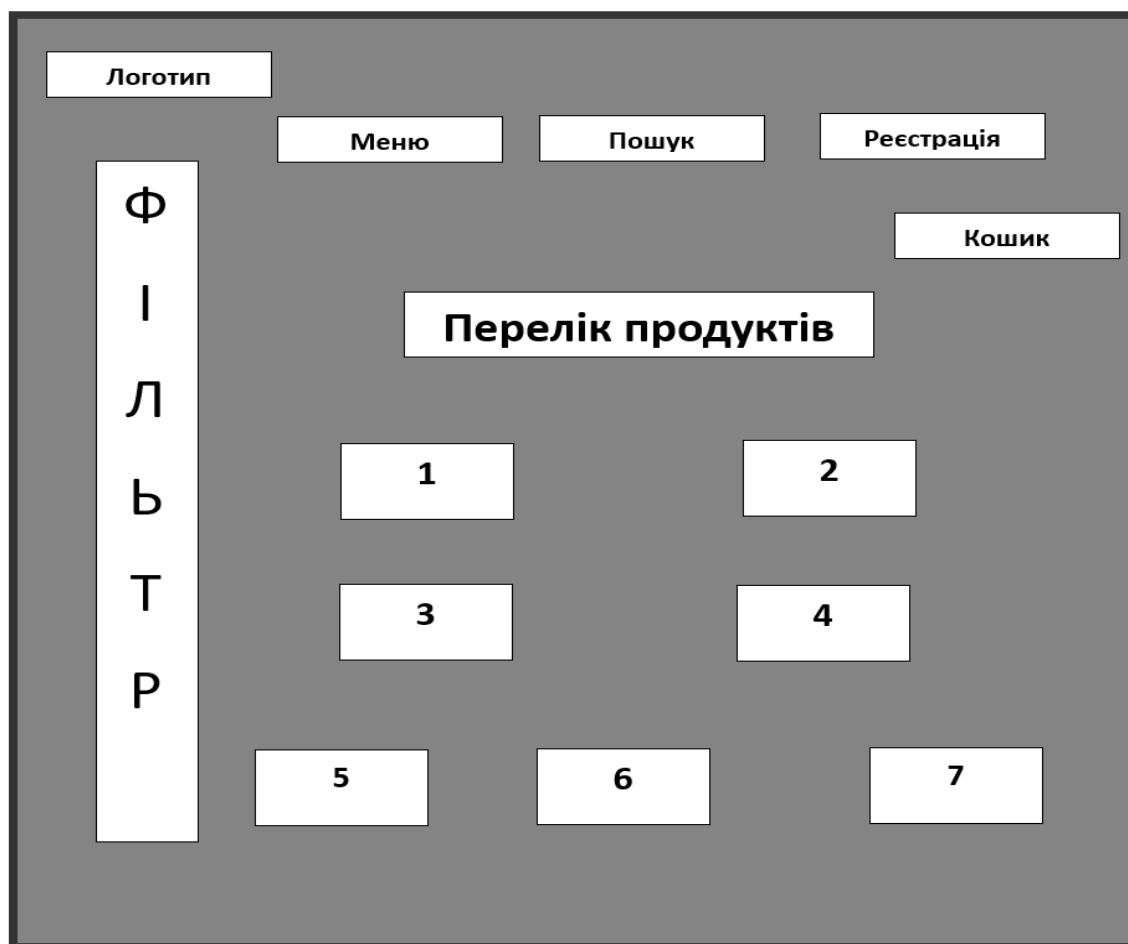 Логотип
Меню
Пошук
Реєстрація
Кошик
Ф
І
Л
Ь
Т
Р
Перелік продуктів
1
2
3
4
5
6
7